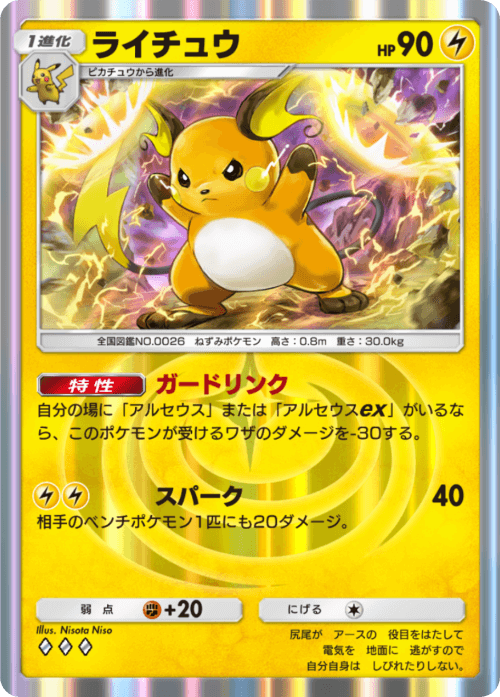 1進化
ライチュウ
HP90
ピカチュウから進化
全国図鑑NO.0026 ねずみポケモン 高さ：0.8m 重さ：30.0kg
特性 ガードリンク
自分の場に「アルセウス」または「アルセウスex」がいるな
ら、このポケモンが受けるワザのダメージを-30する。
スパーク 40
相手のベンチポケモン1匹にも20ダメージ。
弱点 +20
にげる
Illus. Nisota Niso
尻尾が アースの 役目をはたして
電気を 地面に 逃がすので
自分自身は しびれたりしない。